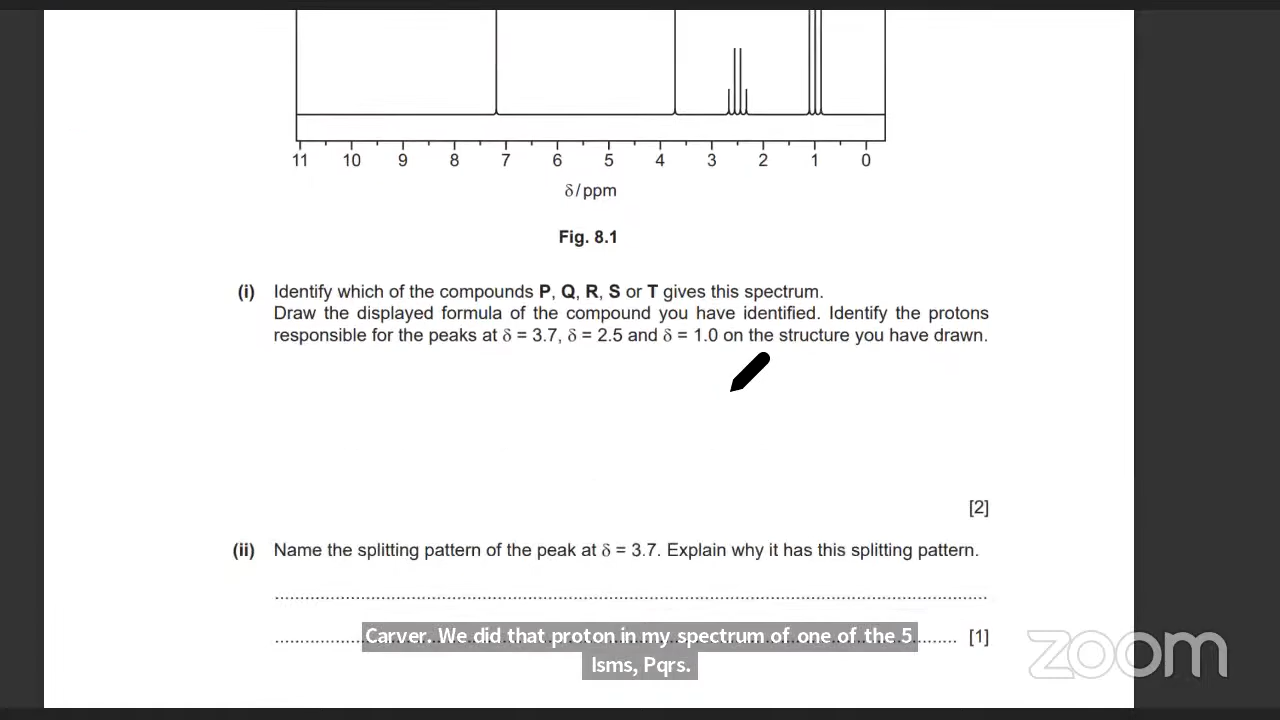 11 10 9 8 7 6 5 4 3 2 1 0
δ/ppm
Fig. 8.1
(i) Identify which of the compounds P, Q, R, S or T gives this spectrum.
Draw the displayed formula of the compound you have identified. Identify the protons
responsible for the peaks at δ = 3.7, δ = 2.5 and δ = 1.0 on the structure you have drawn.
[2]
(ii) Name the splitting pattern of the peak at δ = 3.7. Explain why it has this splitting pattern.
[1]
Carver. We did that proton in my spectrum of one of the 5
Isms, Pqrs.
zoom